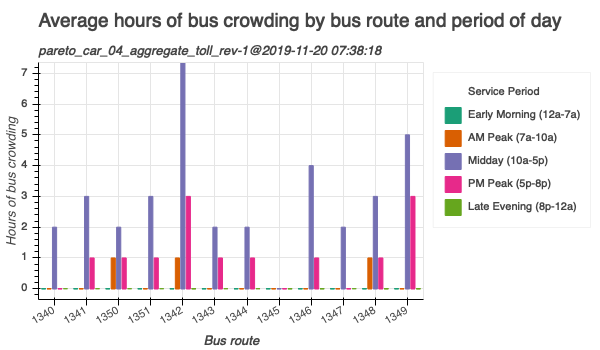 Average hours of bus crowding by bus route and period of day
pareto_car_04_aggregate_toll_rev-1@2019-11-20 07:38:18
7
6
5
4
3
2
1
0
Hours of bus crowding
1340 1341 1350 1351 1342 1343 1344 1345 1346 1347 1348 1349
Bus route
Service Period
Early Morning (12a-7a)
AM Peak (7a-10a)
Midday (10a-5p)
PM Peak (5p-8p)
Late Evening (8p-12a)